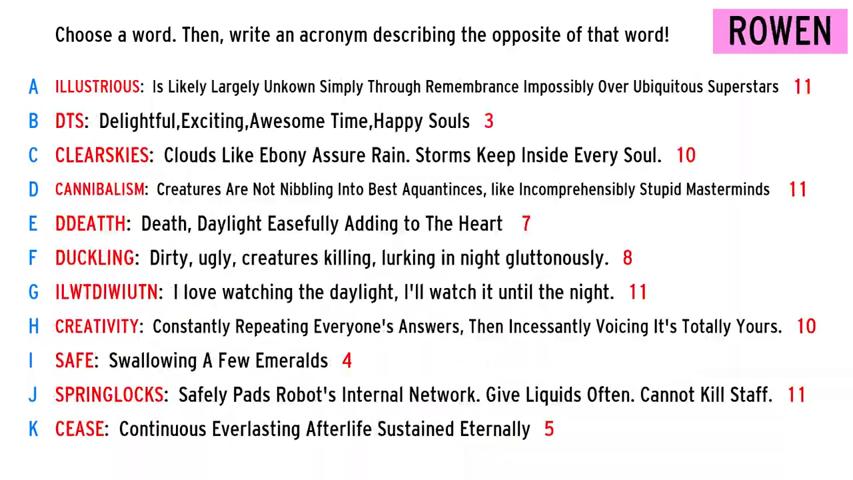 Choose a word. Then, write an acronym describing the opposite of that word!
ROWEN
A ILLUSTRIOUS: Is Likely Largely Unkown Simply Through Remembrance Impossibly Over Ubiquitous Superstars 11
B DTS: Delightful,Exciting,Awesome Time,Happy Souls 3
C CLEARSKIES: Clouds Like Ebony Assure Rain. Storms Keep Inside Every Soul. 10
D CANNIBALISM: Creatures Are Not Nibbling Into Best Aquantinces, like Incomprehensibly Stupid Masterminds 11
E DDEATTH: Death, Daylight Easefully Adding to The Heart 7
F DUCKLING: Dirty, ugly, creatures killing, lurking in night gluttonously. 8
G ILWTDIWIUTN: I love watching the daylight, I'll watch it until the night. 11
H CREATIVITY: Constantly Repeating Everyone's Answers, Then Incessantly Voicing It's Totally Yours. 10
I SAFE: Swallowing A Few Emeralds 4
J SPRINGLOCKS: Safely Pads Robot's Internal Network. Give Liquids Often. Cannot Kill Staff. 11
K CEASE: Continuous Everlasting Afterlife Sustained Eternally 5